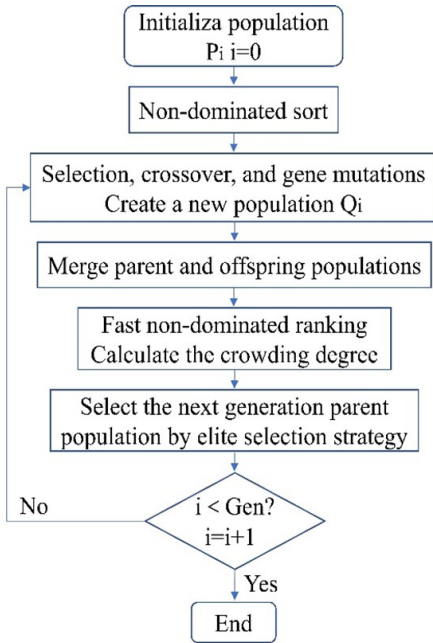 Initializa population
Pi i=0
Non-dominated sort
Selection, crossover, and gene mutations
Create a new population Qi
Merge parent and offspring populations
Fast non-dominated ranking
Calculate the crowding degree
Select the next generation parent
population by elite selection strategy
No
i < Gen?
i=i+1
Yes
End